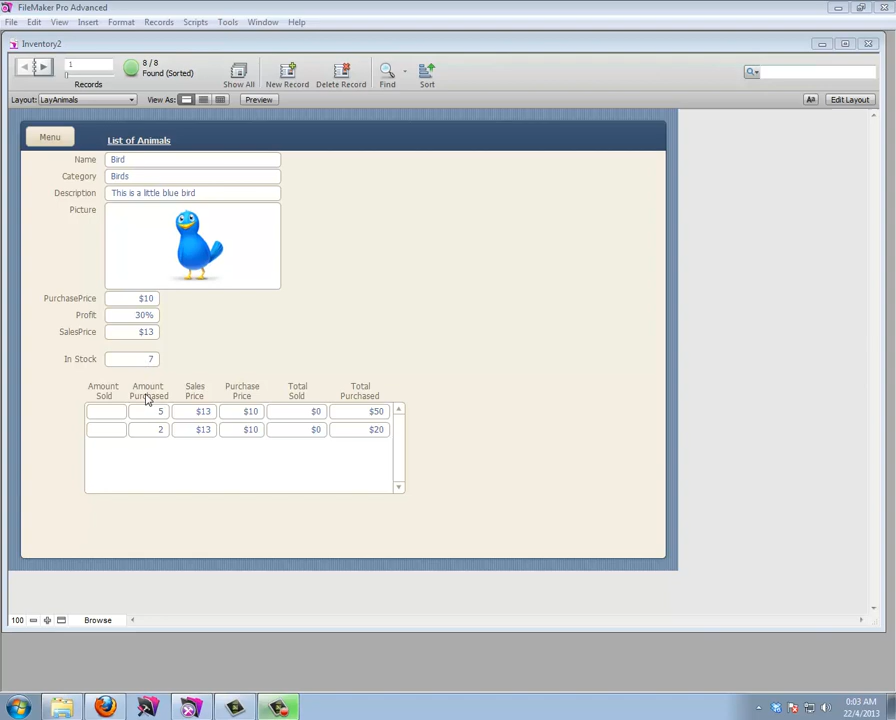 FileMaker Pro Advanced
File Edit View Insert Format Records Scripts Tools Window Help
Inventory2
1
8 / 8
Found (Sorted)
Records
Show All New Record Delete Record Find Sort
Layout: LayAnimals View As: Preview Aa Edit Layout
Menu List of Animals
Name Bird
Category Birds
Description This is a little blue bird
Picture
PurchasePrice $10
Profit 30%
SalesPrice $13
In Stock 7
Amount Sold Amount Purchased Sales Price Purchase Price Total Sold Total Purchased
5 $13 $10 $0 $50
2 $13 $10 $0 $20
100 Browse
0:03 AM
22/4/2013